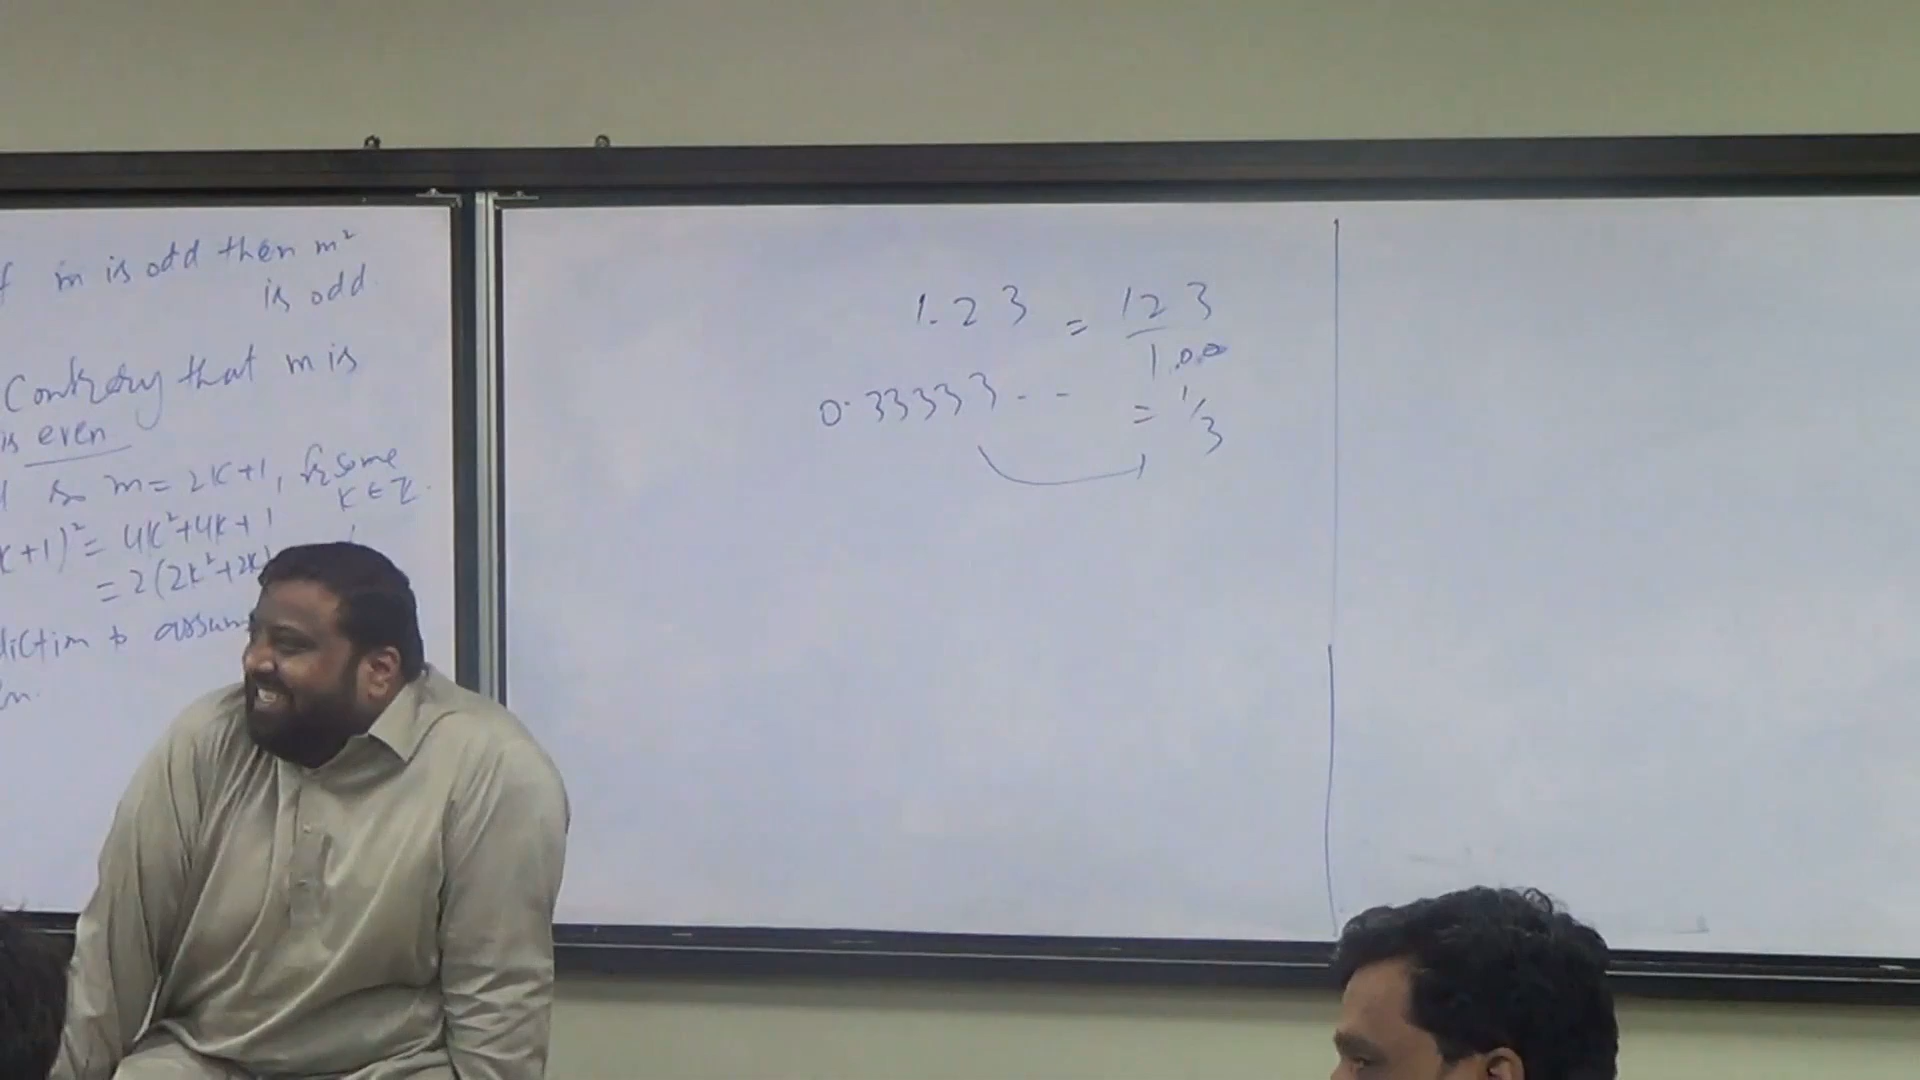 m is odd then m²
is odd.
Contrary that m is
is even
so m = 2k+1, for some
k ∈ Z.
k+1)² = 4k²+4k+1
= 2(2k²+2k)
diction to assum
1.23 = 123
100
0.33333... = 1/3